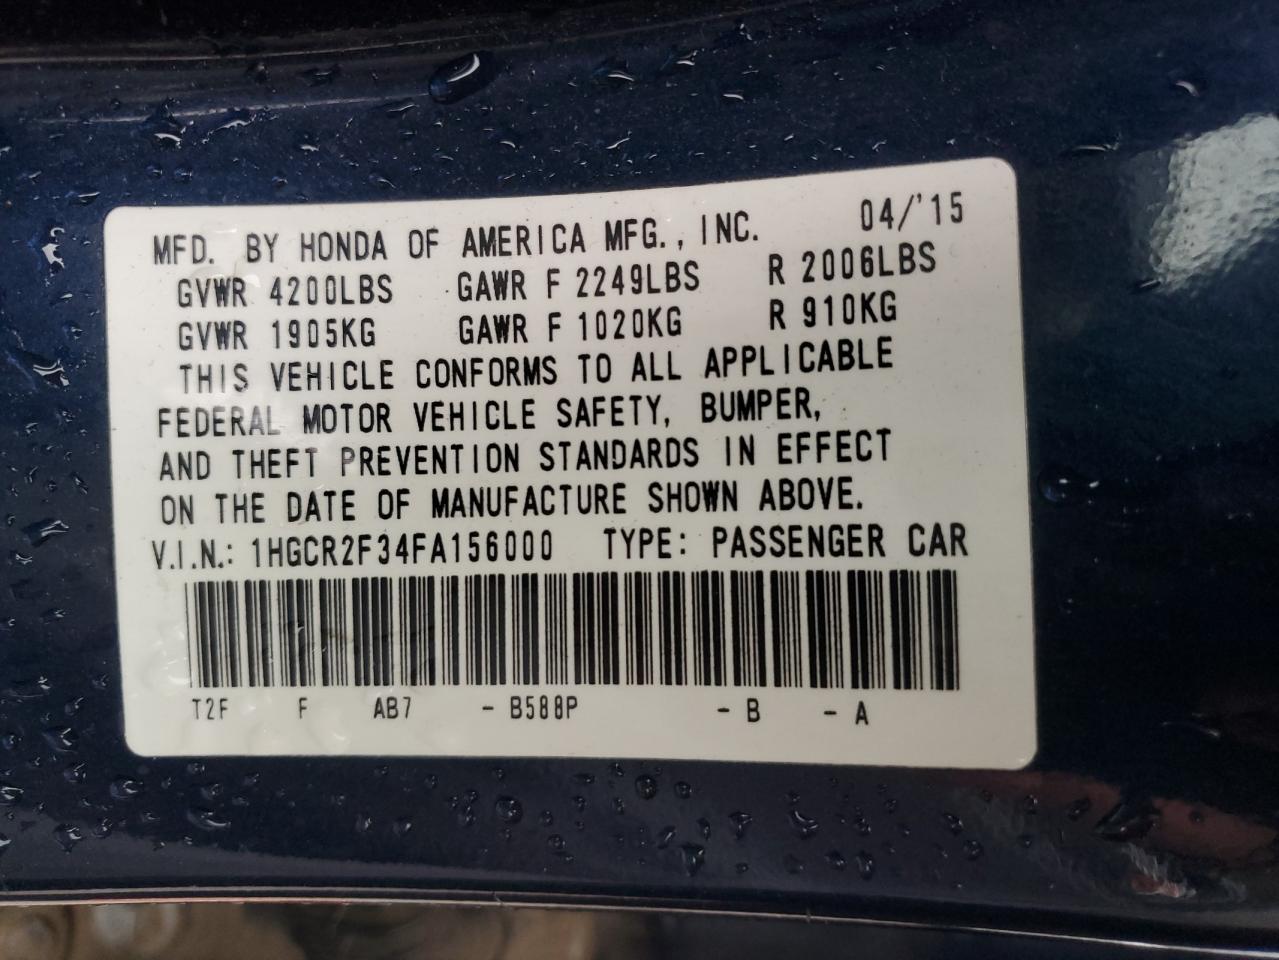 MFD. BY HONDA OF AMERICA MFG., INC. 04/'15
GVWR 4200LBS GAWR F 2249LBS R 2006LBS
GVWR 1905KG GAWR F 1020KG R 910KG
THIS VEHICLE CONFORMS TO ALL APPLICABLE
FEDERAL MOTOR VEHICLE SAFETY, BUMPER,
AND THEFT PREVENTION STANDARDS IN EFFECT
ON THE DATE OF MANUFACTURE SHOWN ABOVE.
V.I.N.: 1HGCR2F34FA156000 TYPE: PASSENGER CAR
T2F F AB7 - B588P - B - A